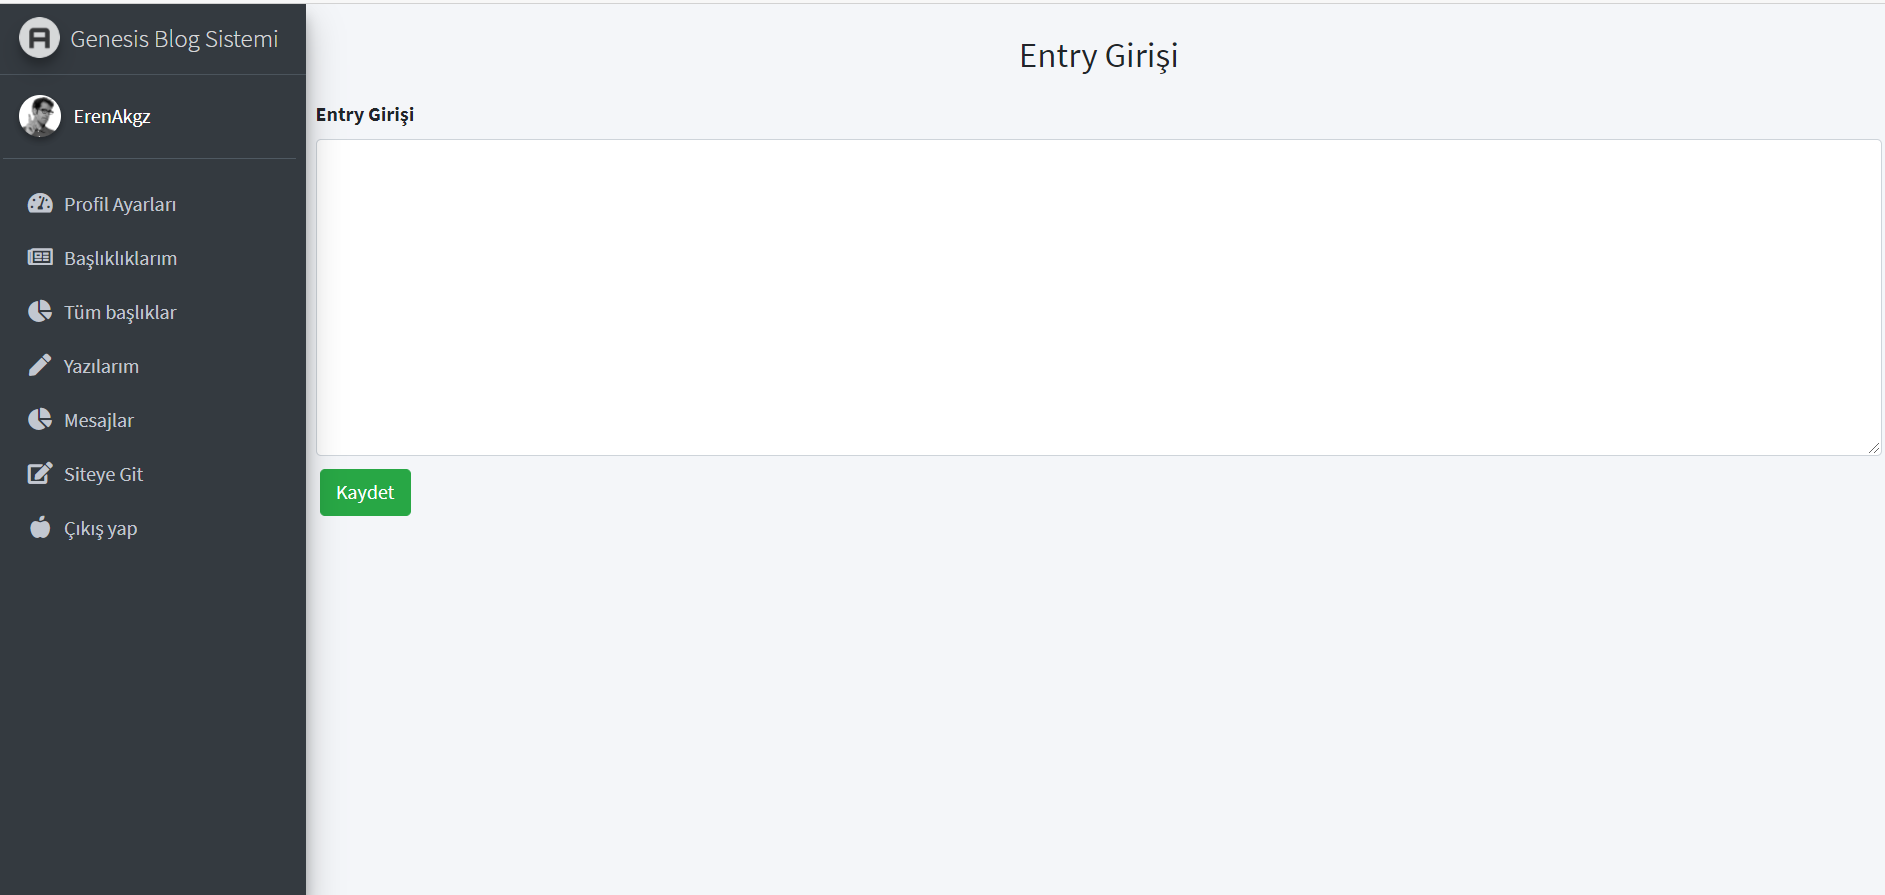 Genesis Blog Sistemi
ErenAkgz
Profil Ayarları
Başlıklıklarım
Tüm başlıklar
Yazılarım
Mesajlar
Siteye Git
Çıkış yap
Entry Girişi
Entry Girişi
Kaydet